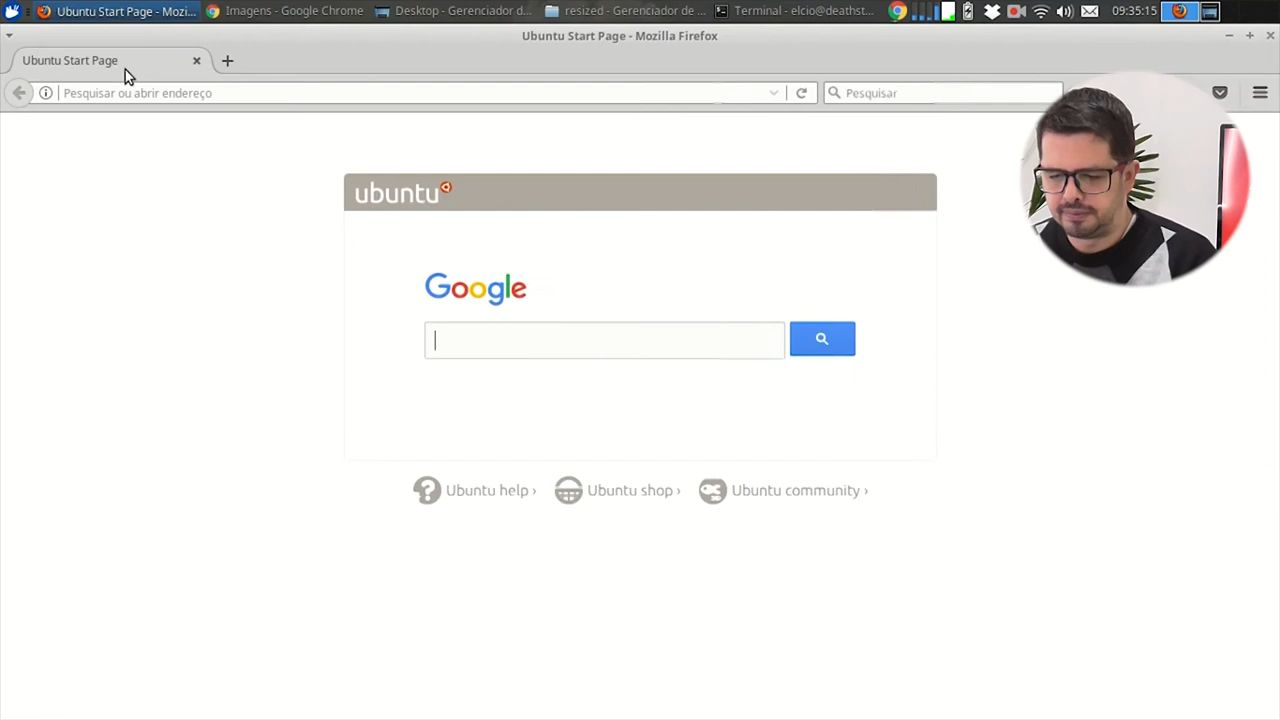 Ubuntu Start Page - Mozi...
Imagens - Google Chrome
Desktop - Gerenciador d...
resized - Gerenciador de ...
Terminal - elcio@deathst...
09:35:15
Ubuntu Start Page - Mozilla Firefox
Ubuntu Start Page
Pesquisar ou abrir endereço
Pesquisar
ubuntu
Google
Ubuntu help ›
Ubuntu shop ›
Ubuntu community ›